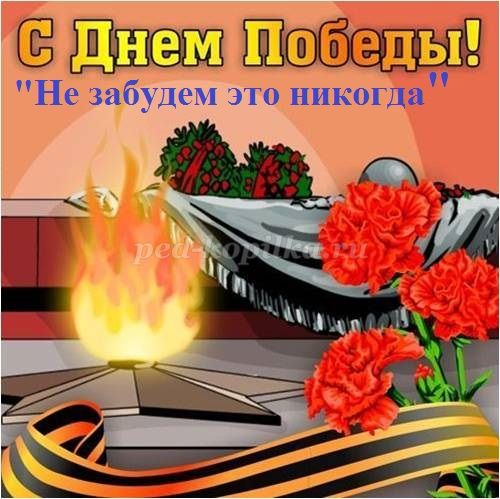 С Днем Победы!
"Не забудем это никогда"
ped-kopilka.ru